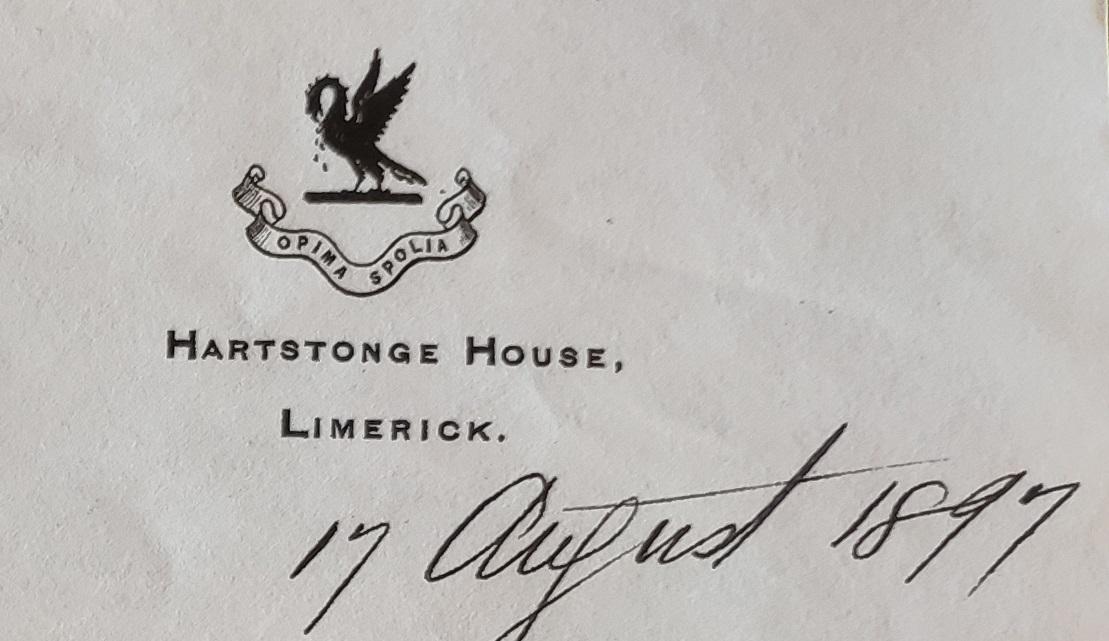 OPIMA SPOLIA
HARTSTONGE HOUSE,
LIMERICK.
17 August 1897